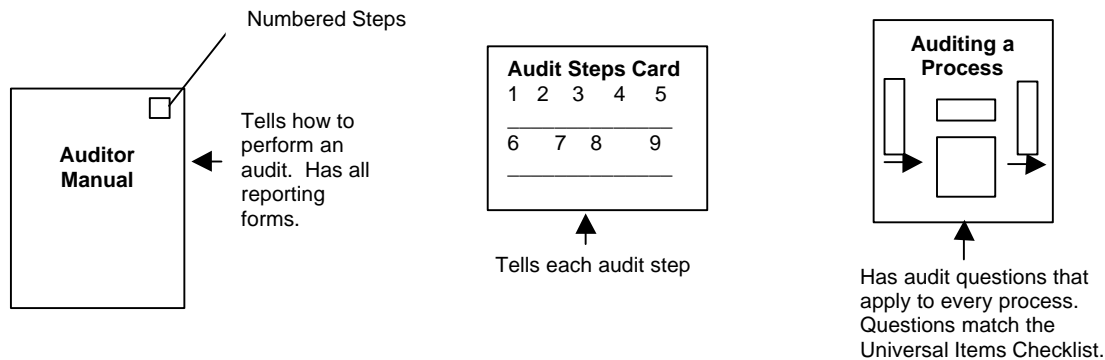 Numbered Steps
Auditor
Manual
Tells how to
perform an
audit. Has all
reporting
forms.
Audit Steps Card
1 2 3 4 5
6 7 8 9
Tells each audit step
Auditing a
Process
Has audit questions that
apply to every process.
Questions match the
Universal Items Checklist.